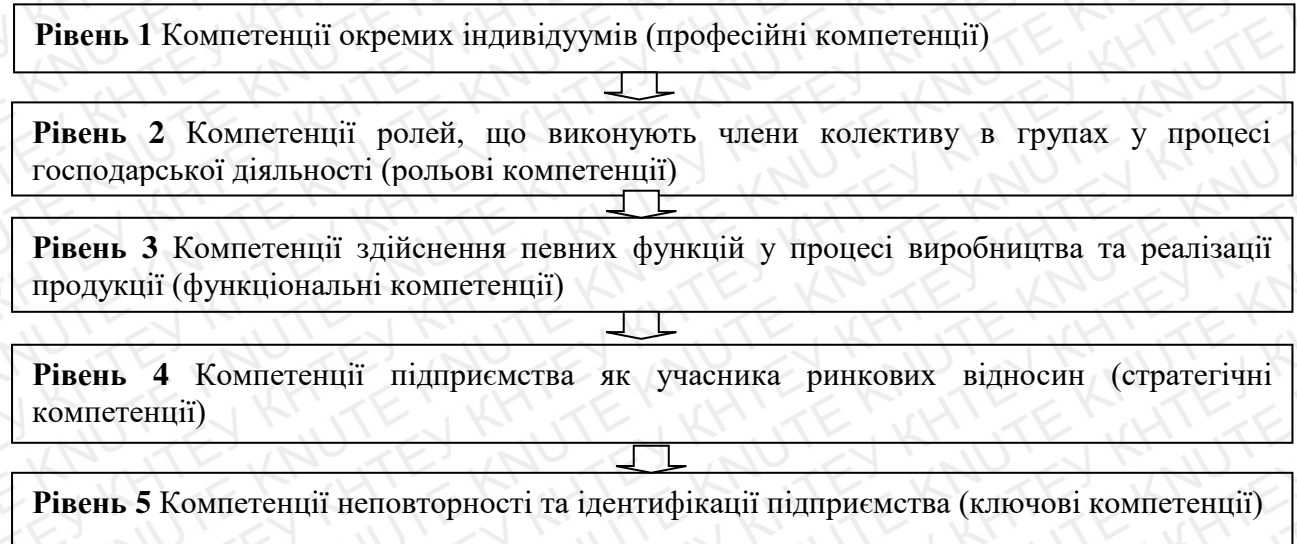 Рівень 1 Компетенції окремих індивідуумів (професійні компетенції)
Рівень 2 Компетенції ролей, що виконують члени колективу в групах у процесі
господарської діяльності (рольові компетенції)
Рівень 3 Компетенції здійснення певних функцій у процесі виробництва та реалізації
продукції (функціональні компетенції)
Рівень 4 Компетенції підприємства як учасника ринкових відносин (стратегічні
компетенції)
Рівень 5 Компетенції неповторності та ідентифікації підприємства (ключові компетенції)